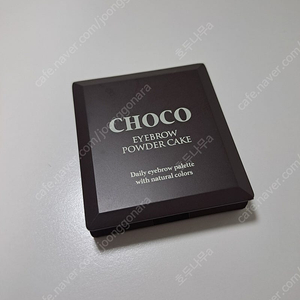 CHOCO
EYEBROW
POWDER CAKE
Daily eyebrow palette
with natural colors